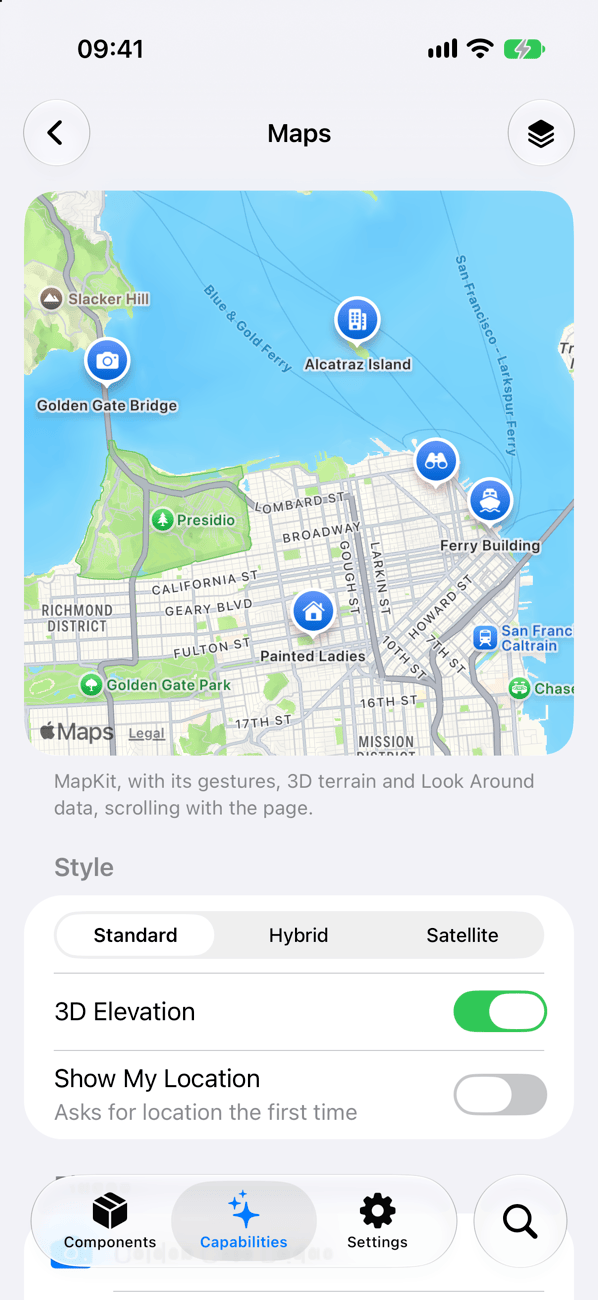 09:41
Maps
Slacker Hill
Blue & Gold Ferry
San Francisco - Larkspur Ferry
Alcatraz Island
Golden Gate Bridge
Presidio
LOMBARD ST
BROADWAY
Ferry Building
CALIFORNIA ST
GOUGH ST
LARKIN ST
RICHMOND
DISTRICT
GEARY BLVD
HOWARD ST
FULTON ST
Painted Ladies
10TH ST
7TH ST
San Franc
Caltrain
Golden Gate Park
Chase
16TH ST
17TH ST
Maps Legal
MISSION
DISTRICT
MapKit, with its gestures, 3D terrain and Look Around
data, scrolling with the page.
Style
Standard Hybrid Satellite
3D Elevation
Show My Location
Asks for location the first time
Components Capabilities Settings